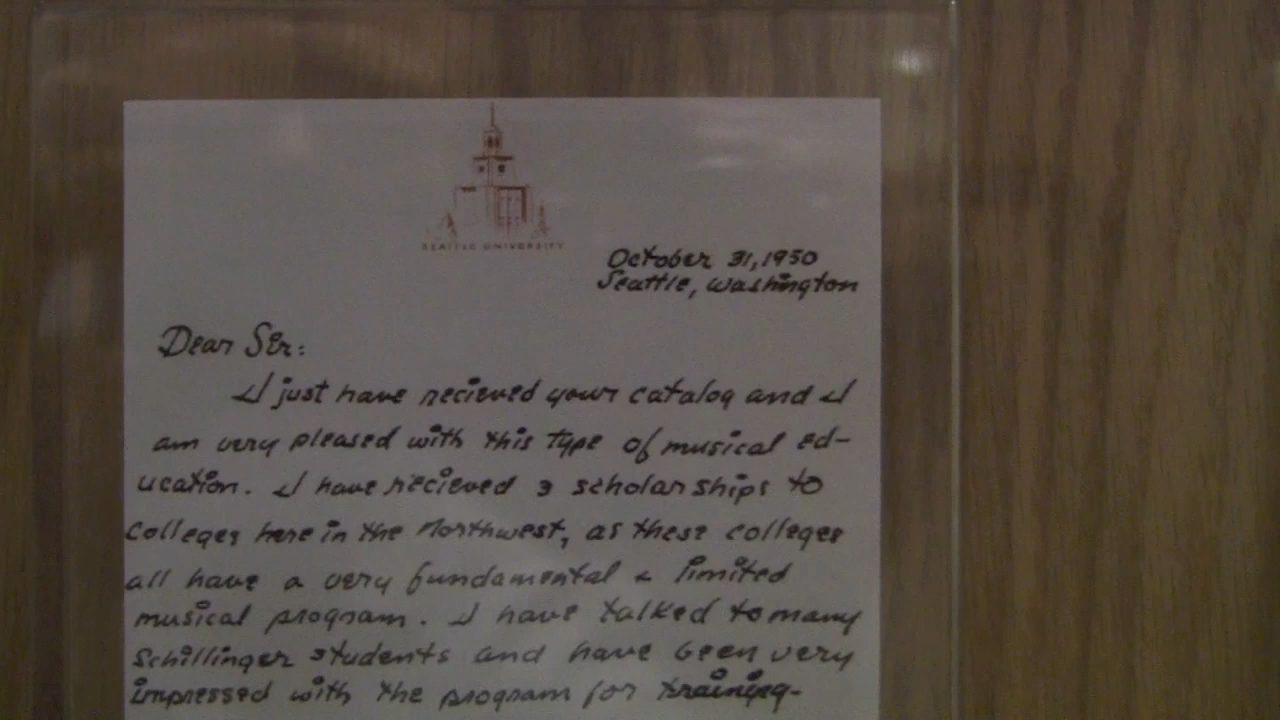 SEATTLE UNIVERSITY
October 31, 1950
Seattle, Washington
Dear Sir:
I just have recieved your catalog and I
am very pleased with this type of musical ed-
ucation. I have recieved 3 scholarships to
colleges here in the Northwest, as these colleges
all have a very fundamental & limited
musical program. I have talked to many
Schillinger students and have been very
impressed with the program for training-